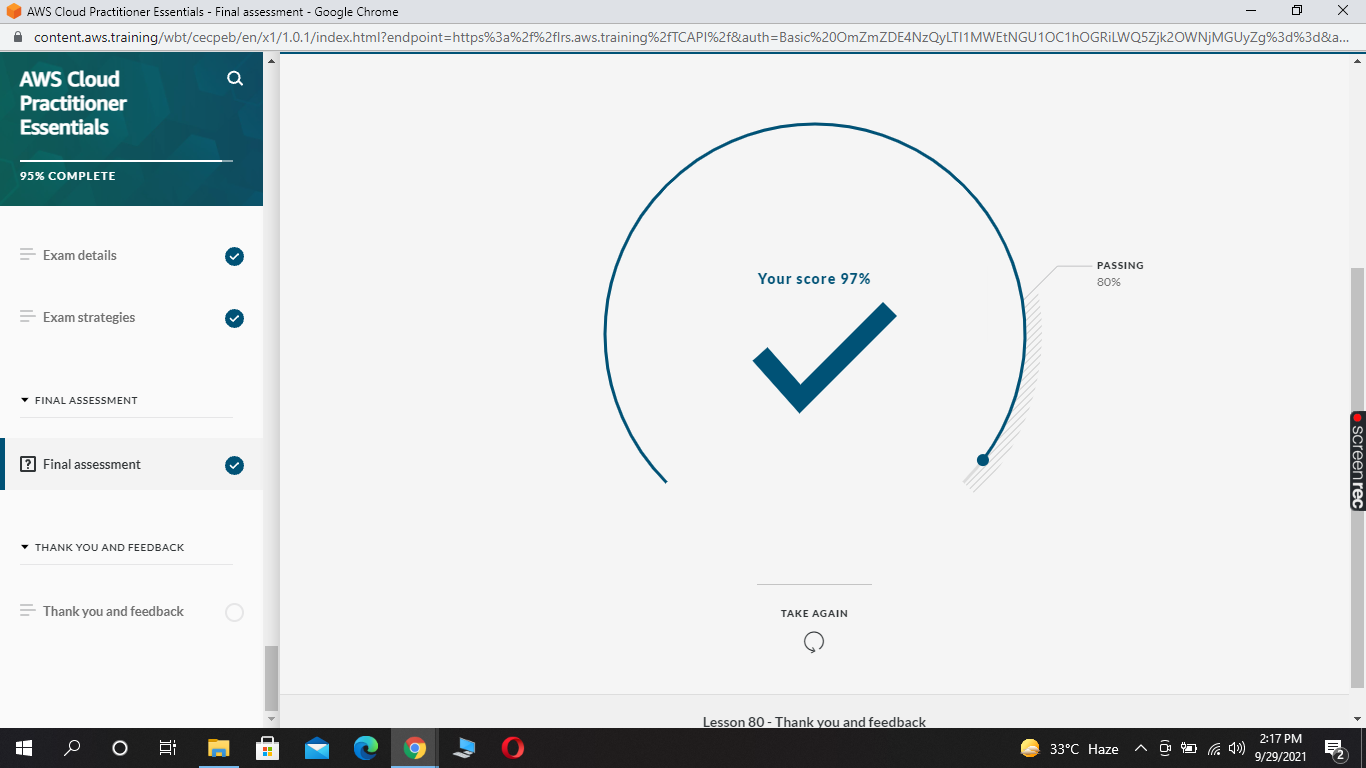 AWS Cloud Practitioner Essentials - Final assessment - Google Chrome
content.aws.training/wbt/cecpeb/en/x1/1.0.1/index.html?endpoint=https%3a%2f%2flrs.aws.training%2fTCAPI%2f&auth=Basic%20OmZmZDE4NzQyLTI1MWEtNGU1OC1hOGRiLWQ5Zjk2OWNjMGUyZg%3d%3d&a...
AWS Cloud
Practitioner
Essentials
95% COMPLETE
Exam details
Exam strategies
FINAL ASSESSMENT
Final assessment
THANK YOU AND FEEDBACK
Thank you and feedback
Your score 97%
PASSING
80%
TAKE AGAIN
Lesson 80 - Thank you and feedback
screenrec
33°C Haze
2:17 PM
9/29/2021
2